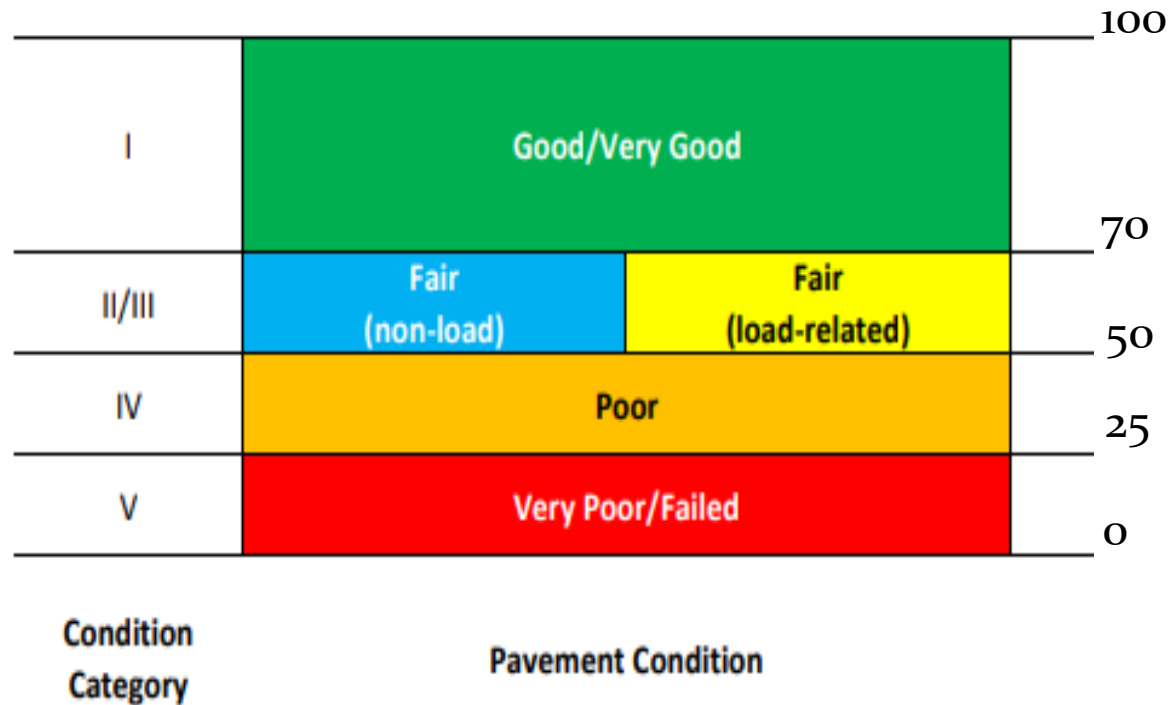 100
I
Good/Very Good
70
II/III
Fair
(non-load)
Fair
(load-related)
50
IV
Poor
25
V
Very Poor/Failed
0
Condition
Category
Pavement Condition